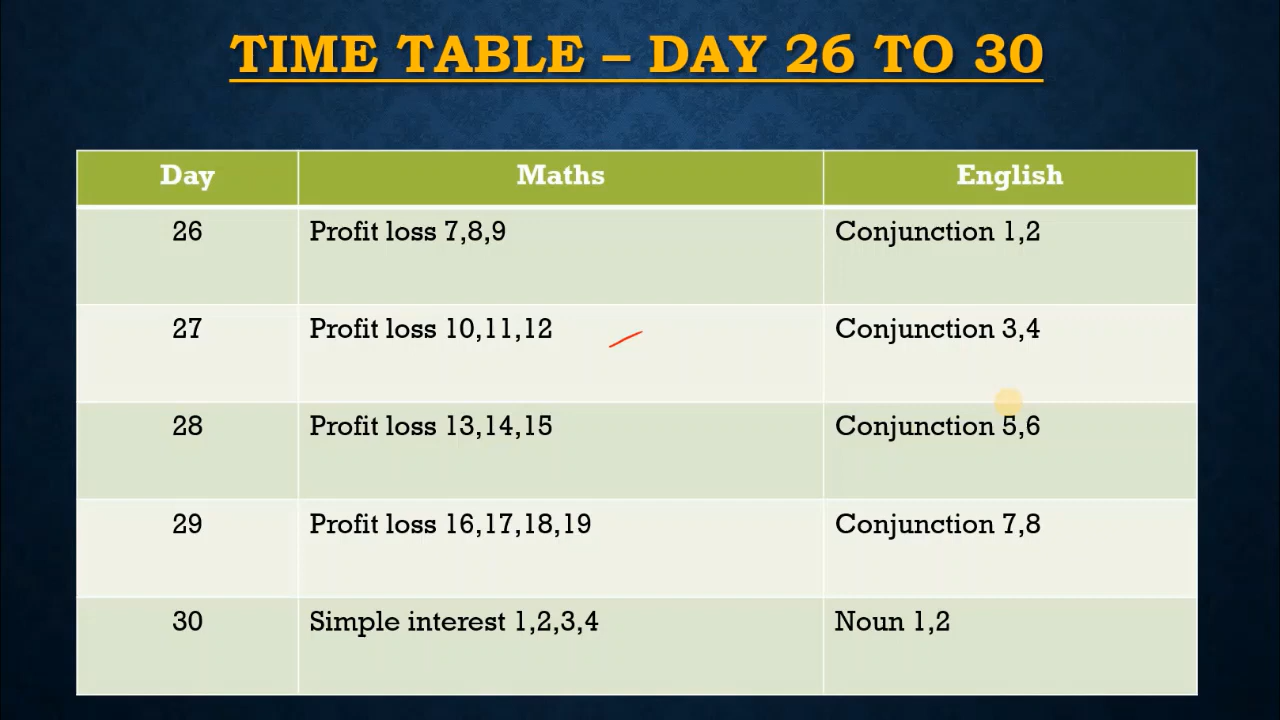 TIME TABLE – DAY 26 TO 30
Day Maths English
26 Profit loss 7,8,9 Conjunction 1,2
27 Profit loss 10,11,12 Conjunction 3,4
28 Profit loss 13,14,15 Conjunction 5,6
29 Profit loss 16,17,18,19 Conjunction 7,8
30 Simple interest 1,2,3,4 Noun 1,2